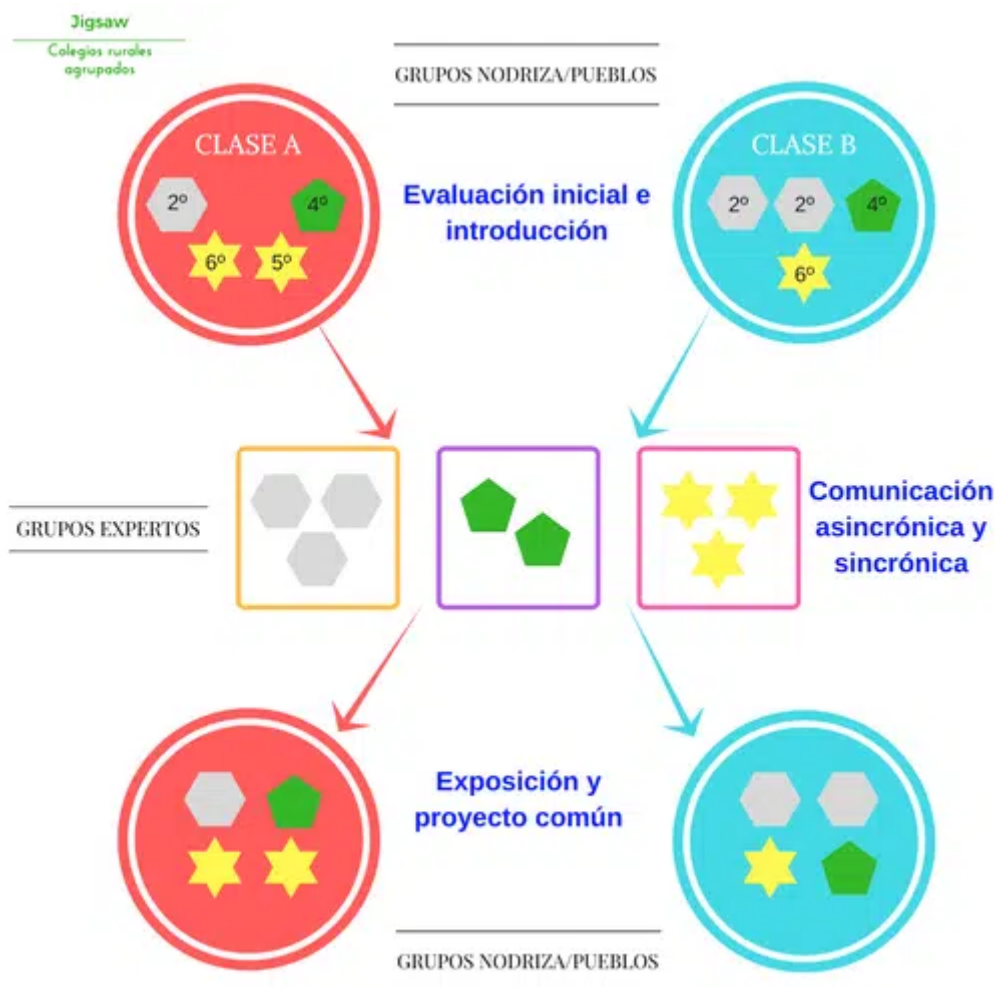 Jigsaw
Colegios rurales
agrupados
GRUPOS NODRIZA/PUEBLOS
CLASE A
2º
4º
6º
5º
Evaluación inicial e
introducción
CLASE B
2º
2º
4º
6º
GRUPOS EXPERTOS
Comunicación
asincrónica y
sincrónica
Exposición y
proyecto común
GRUPOS NODRIZA/PUEBLOS